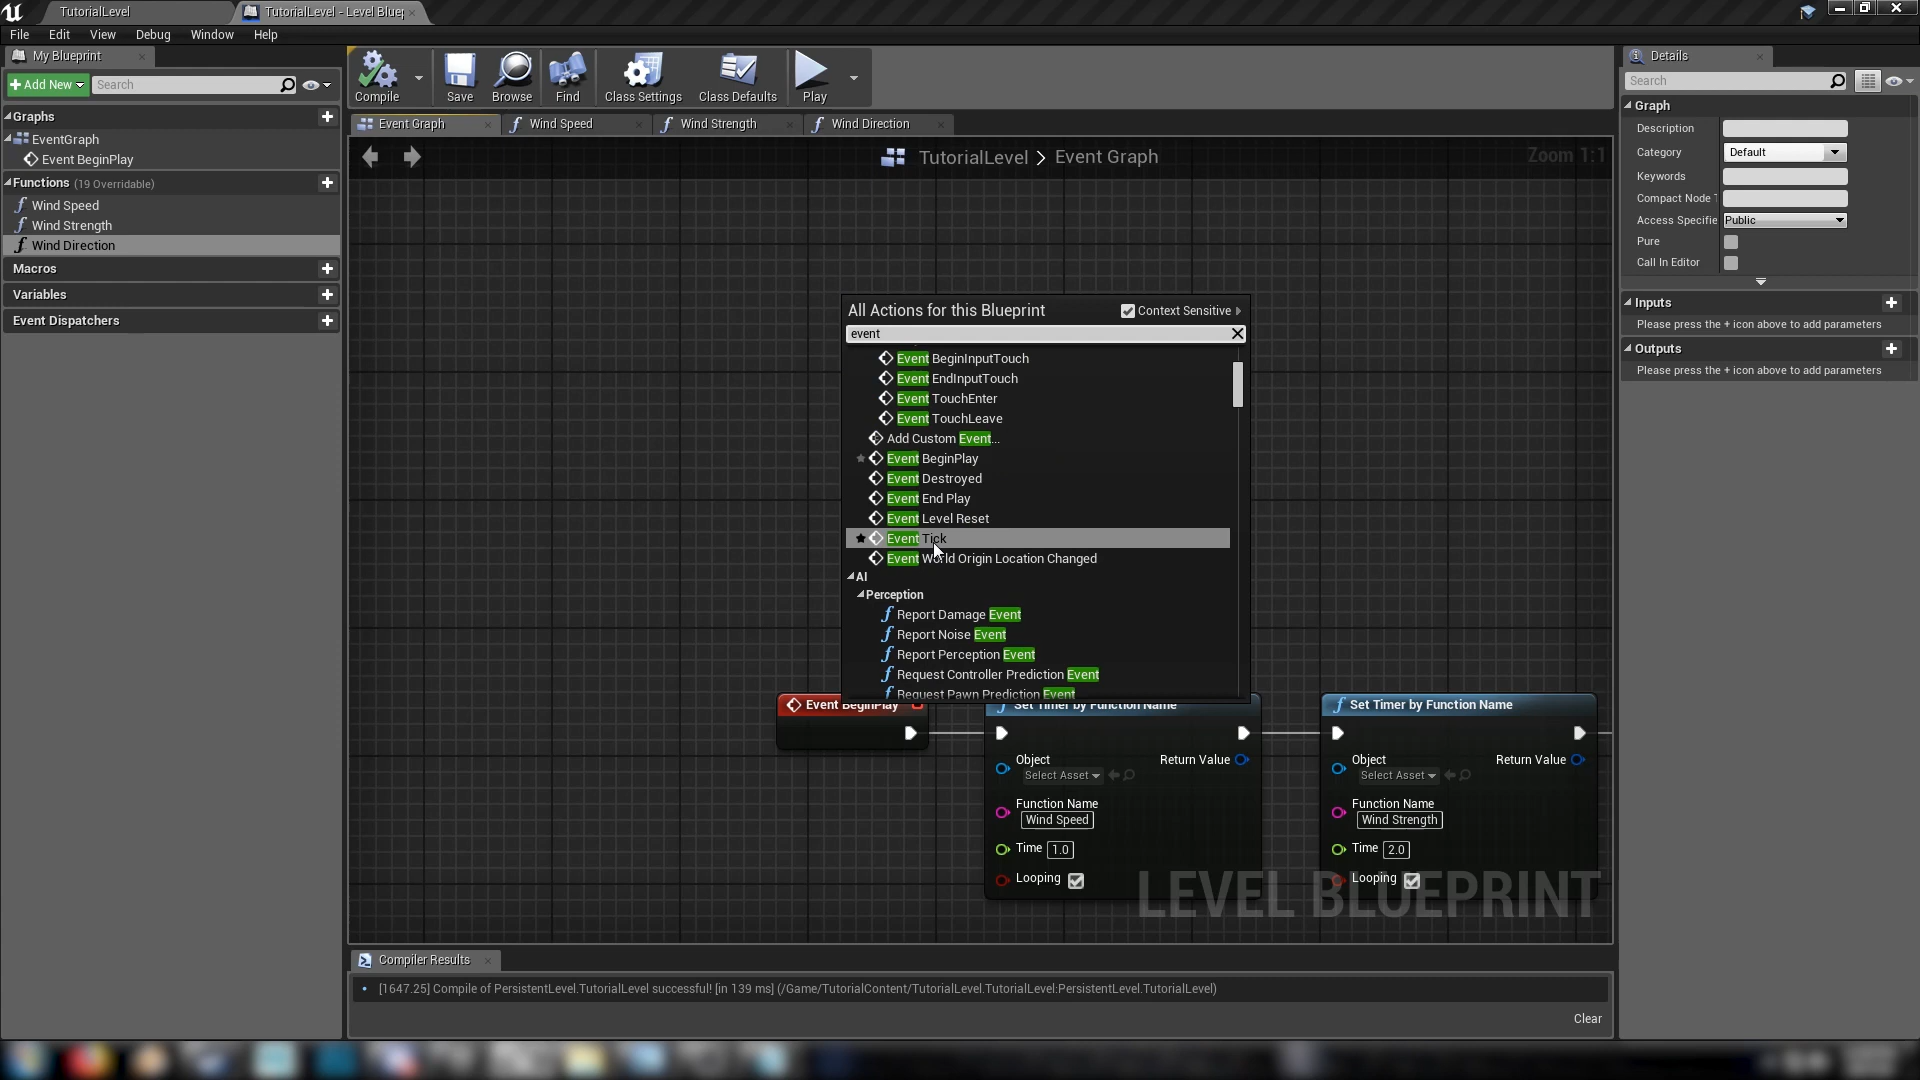 TutorialLevel
TutorialLevel - Level Bluep
File Edit View Debug Window Help
My Blueprint
Add New Search
Graphs
EventGraph
Event BeginPlay
Functions (19 Overridable)
Wind Speed
Wind Strength
Wind Direction
Macros
Variables
Event Dispatchers
Compile Save Browse Find Class Settings Class Defaults Play
Event Graph Wind Speed Wind Strength Wind Direction
TutorialLevel > Event Graph
Zoom 1:1
All Actions for this Blueprint Context Sensitive
event
Event BeginInputTouch
Event EndInputTouch
Event TouchEnter
Event TouchLeave
Add Custom Event...
Event BeginPlay
Event Destroyed
Event End Play
Event Level Reset
Event Tick
Event World Origin Location Changed
AI
Perception
Report Damage Event
Report Noise Event
Report Perception Event
Request Controller Prediction Event
Request Pawn Prediction Event
Event BeginPlay
Set Timer by Function Name
Object
Select Asset
Return Value
Function Name
Wind Speed
Time 1.0
Looping
Set Timer by Function Name
Object
Select Asset
Return Value
Function Name
Wind Strength
Time 2.0
Looping
LEVEL BLUEPRINT
Compiler Results
[1647.25] Compile of PersistentLevel.TutorialLevel successful! [in 139 ms] (/Game/TutorialContent/TutorialLevel.TutorialLevel:PersistentLevel.TutorialLevel)
Clear
Details
Search
Graph
Description
Category Default
Keywords
Compact Node T
Access Specifie Public
Pure
Call In Editor
Inputs
Please press the + icon above to add parameters
Outputs
Please press the + icon above to add parameters